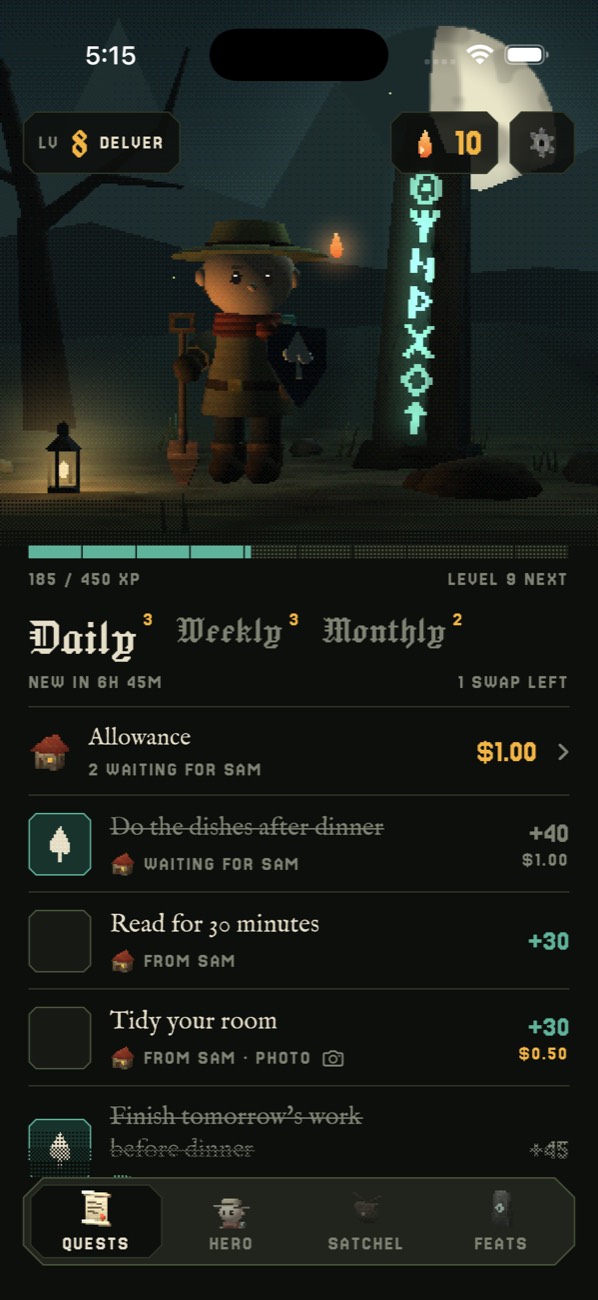 5:15
LV 8 DELVER
10
185 / 450 XP
LEVEL 9 NEXT
Daily 3 Weekly 3 Monthly 2
NEW IN 6H 45M
1 SWAP LEFT
Allowance
$1.00
2 WAITING FOR SAM
Do the dishes after dinner
+40
WAITING FOR SAM
$1.00
Read for 30 minutes
+30
FROM SAM
Tidy your room
+30
FROM SAM · PHOTO
$0.50
Finish tomorrow's work
before dinner
+45
QUESTS
HERO
SATCHEL
FEATS